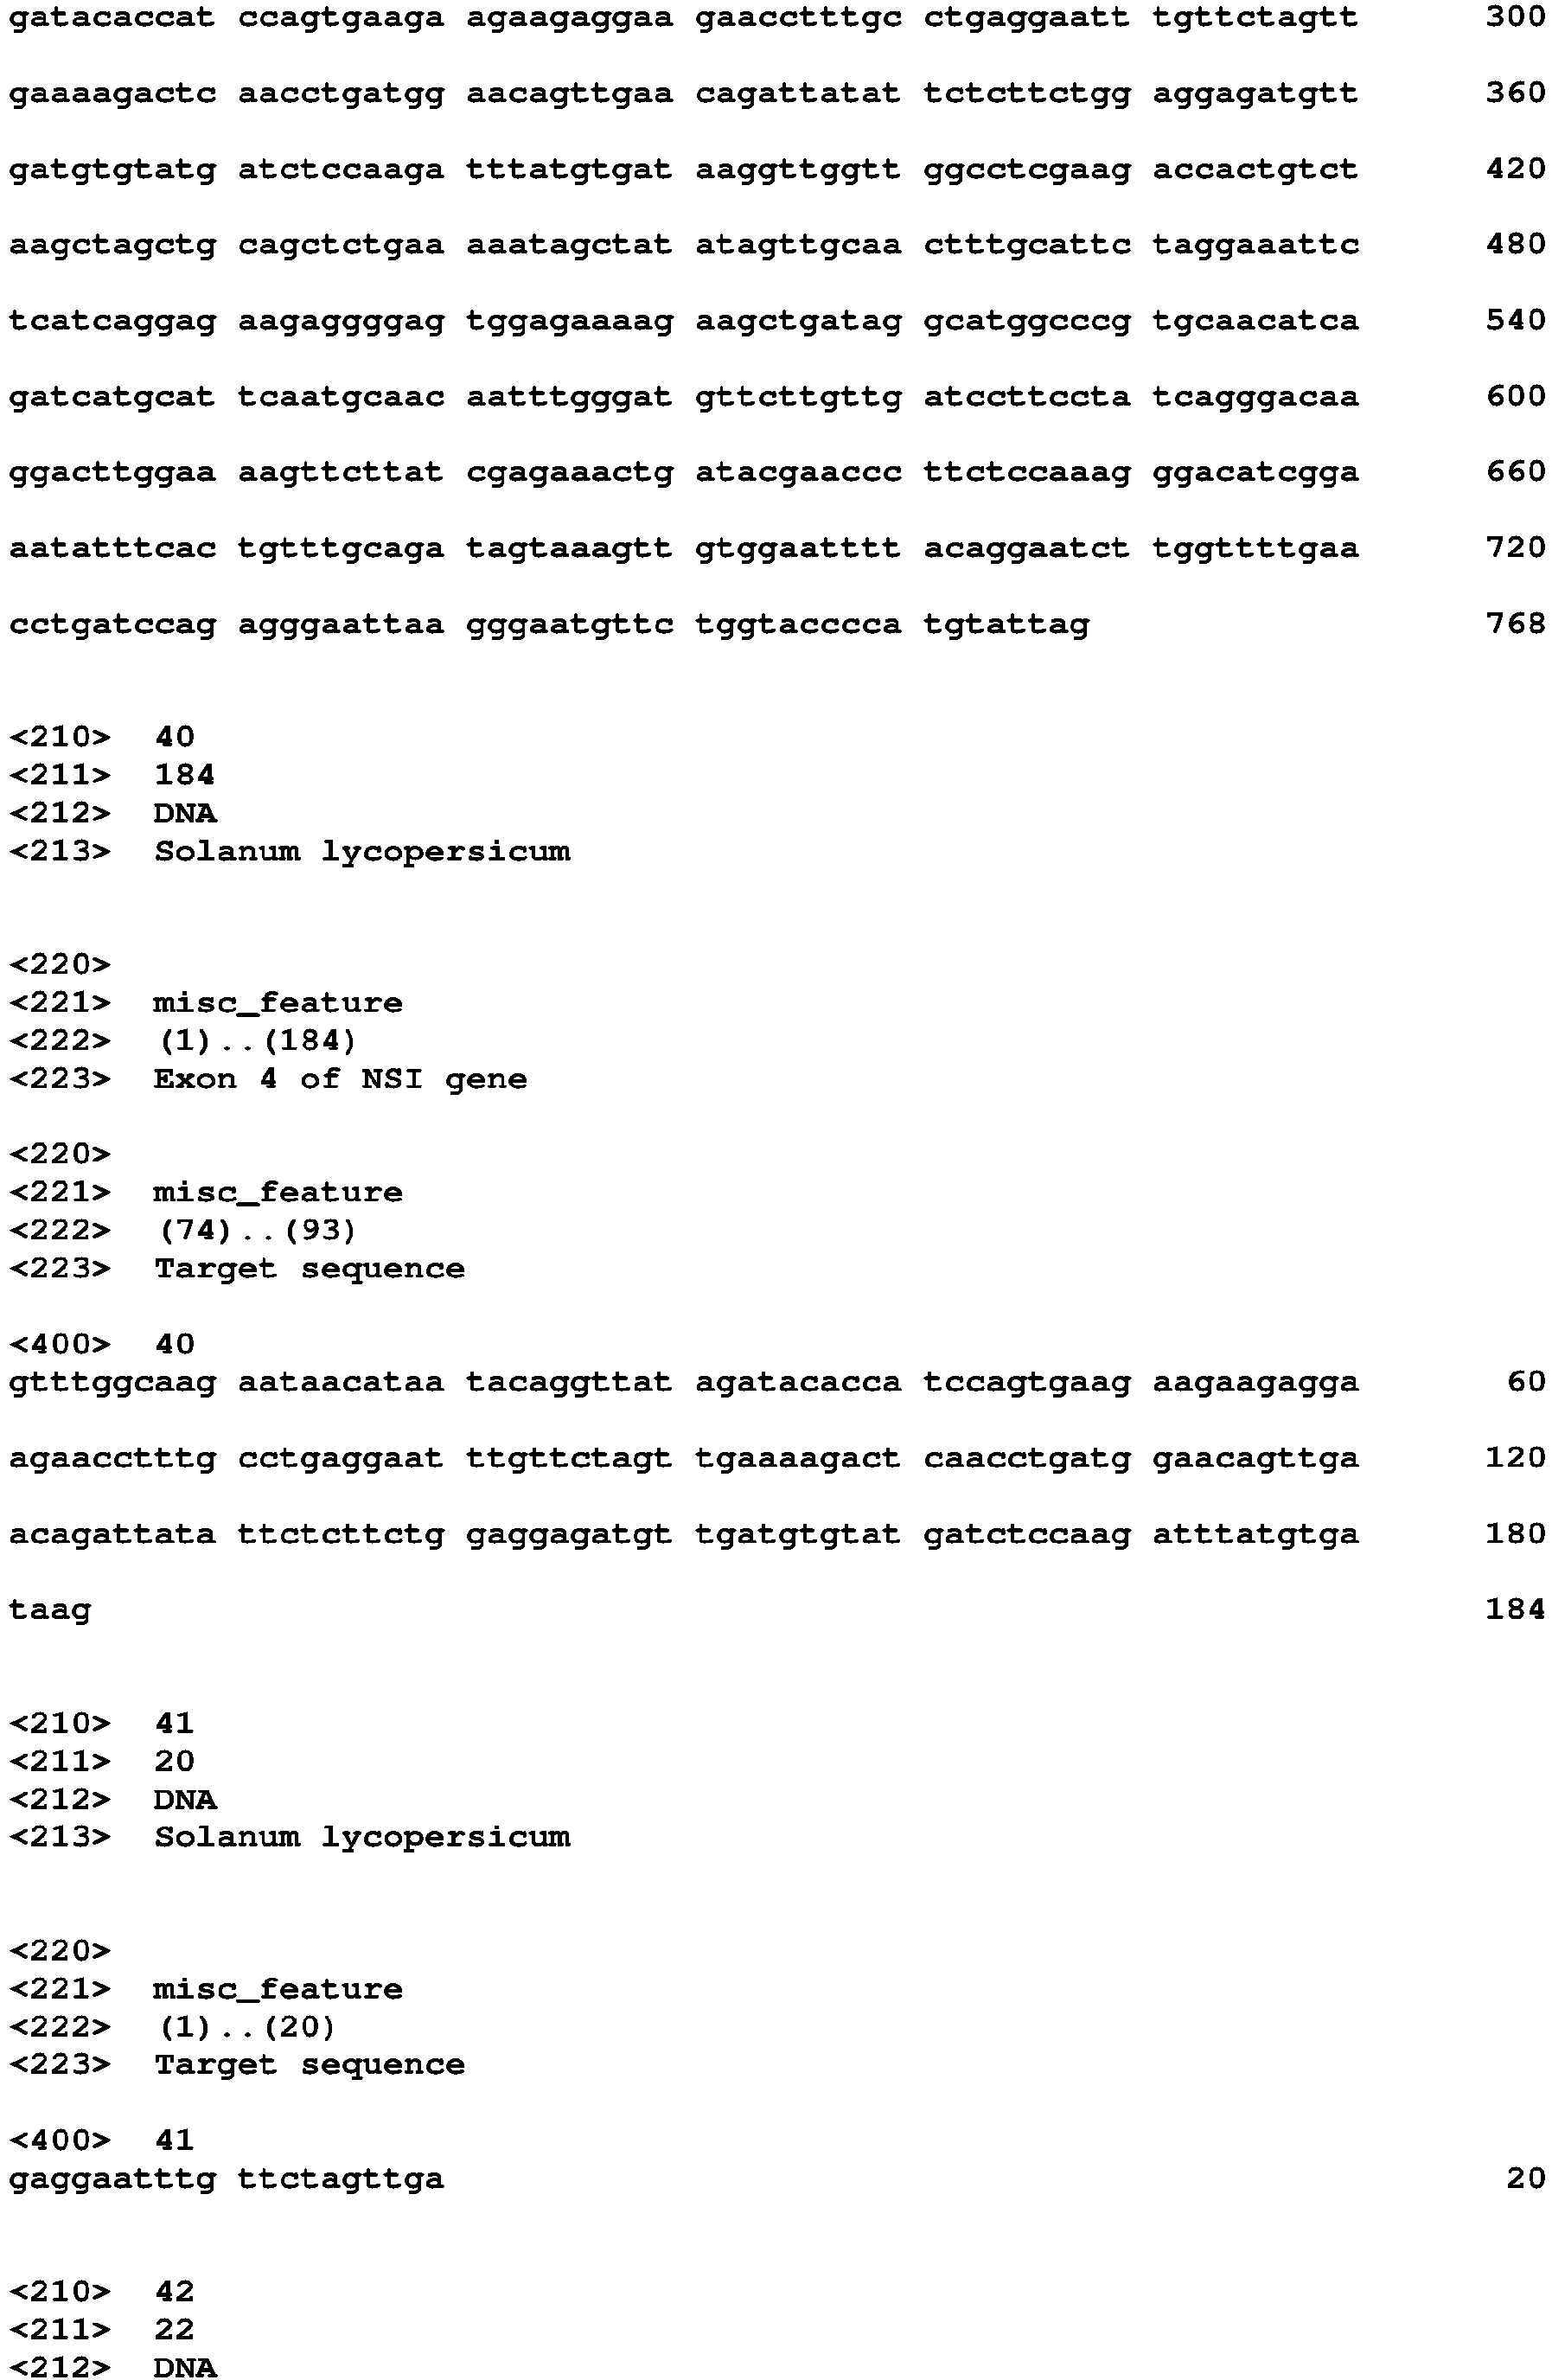 gatacaccat ccagtgaaga agaagaggaa gaacctttgc ctgaggaatt tgttctagtt 300
gaaaagactc aacctgatgg aacagttgaa cagattatat tctcttctgg aggagatgtt 360
gatgtgtatg atctccaaga tttatgtgat aaggttggtt ggcctcgaag accactgtct 420
aagctagctg cagctctgaa aaatagctat atagttgcaa ctttgcattc taggaaattc 480
tcatcaggag aagaggggag tggagaaaag aagctgatag gcatggcccg tgcaacatca 540
gatcatgcat tcaatgcaac aatttgggat gttcttgttg atccttccta tcagggacaa 600
ggacttggaa aagttcttat cgagaaactg atacgaaccc ttctccaaag ggacatcgga 660
aatatttcac tgtttgcaga tagtaaagtt gtggaatttt acaggaatct tggttttgaa 720
cctgatccag agggaattaa gggaatgttc tggtacccca tgtattag 768
<210> 40
<211> 184
<212> DNA
<213> Solanum lycopersicum
<220>
<221> misc_feature
<222> (1)..(184)
<223> Exon 4 of NSI gene
<220>
<221> misc_feature
<222> (74)..(93)
<223> Target sequence
<400> 40
gtttggcaag aataacataa tacaggttat agatacacca tccagtgaag aagaagagga 60
agaacctttg cctgaggaat ttgttctagt tgaaaagact caacctgatg gaacagttga 120
acagattata ttctcttctg gaggagatgt tgatgtgtat gatctccaag atttatgtga 180
taag 184
<210> 41
<211> 20
<212> DNA
<213> Solanum lycopersicum
<220>
<221> misc_feature
<222> (1)..(20)
<223> Target sequence
<400> 41
gaggaatttg ttctagttga 20
<210> 42
<211> 22
<212> DNA